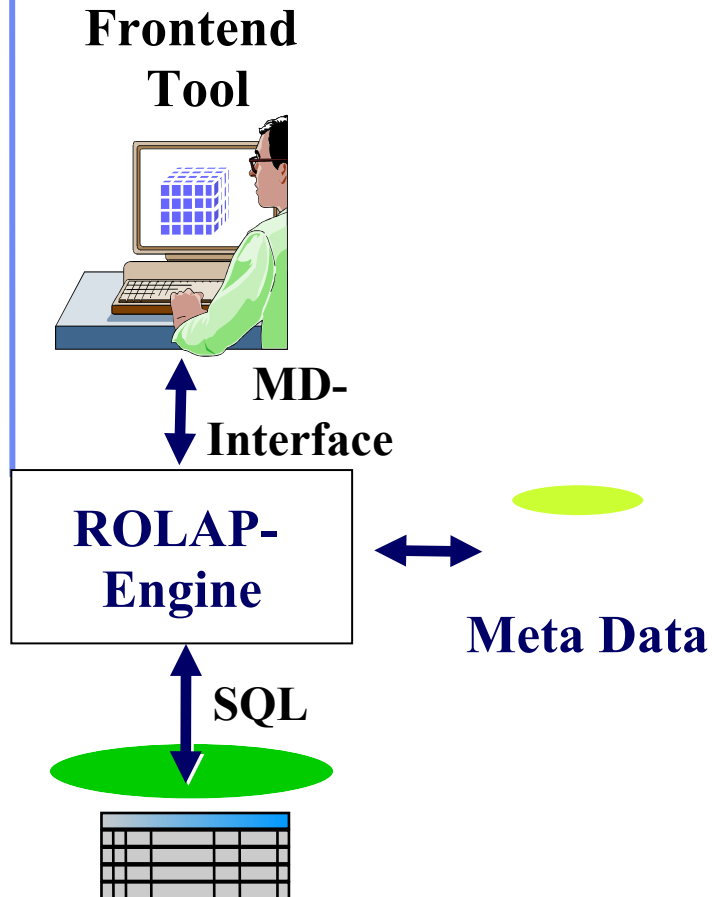 Frontend
Tool
MD-
Interface
ROLAP-
Engine
Meta Data
SQL